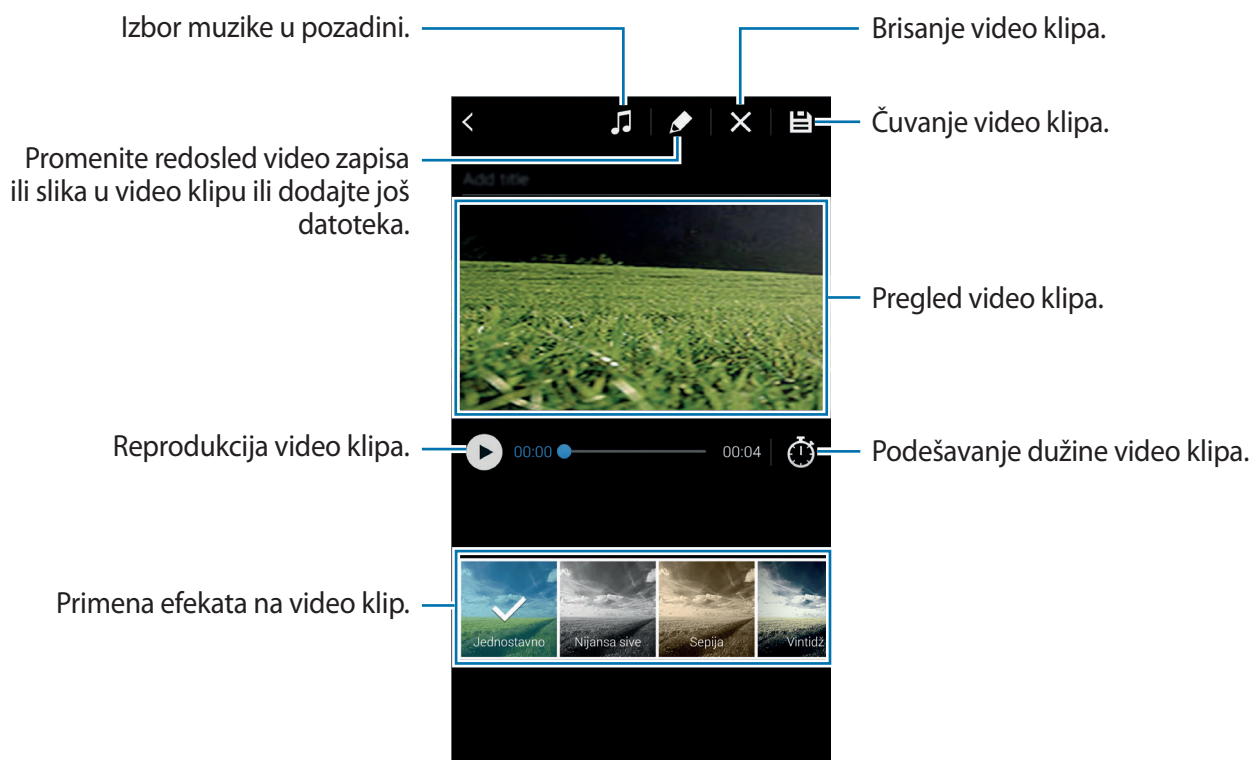 Izbor muzike u pozadini.
Brisanje video klipa.
Čuvanje video klipa.
Promenite redosled video zapisa
ili slika u video klipu ili dodajte još
datoteka.
Add title
Pregled video klipa.
Reprodukcija video klipa.
00:00
00:04
Podešavanje dužine video klipa.
Primena efekata na video klip.
Jednostavno
Nijansa sive
Sepija
Vintidž